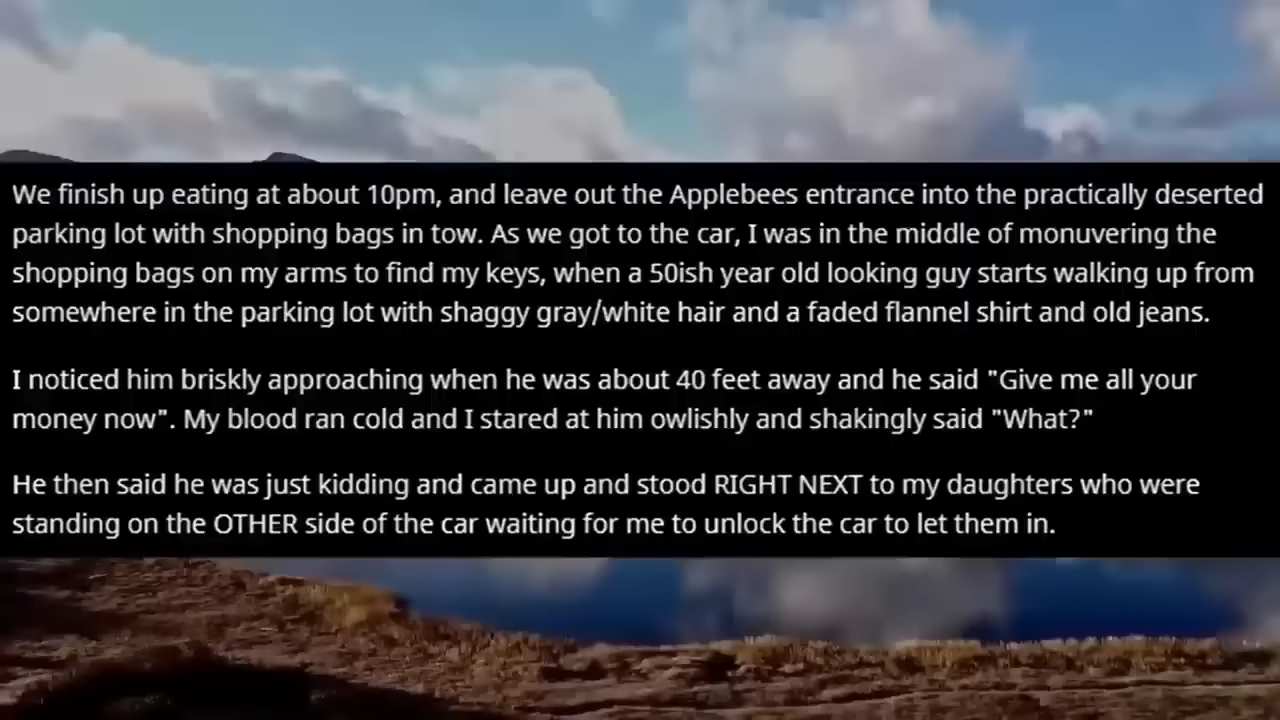 We finish up eating at about 10pm, and leave out the Applebees entrance into the practically deserted
parking lot with shopping bags in tow. As we got to the car, I was in the middle of monuvering the
shopping bags on my arms to find my keys, when a 50ish year old looking guy starts walking up from
somewhere in the parking lot with shaggy gray/white hair and a faded flannel shirt and old jeans.
I noticed him briskly approaching when he was about 40 feet away and he said "Give me all your
money now". My blood ran cold and I stared at him owlishly and shakingly said "What?"
He then said he was just kidding and came up and stood RIGHT NEXT to my daughters who were
standing on the OTHER side of the car waiting for me to unlock the car to let them in.